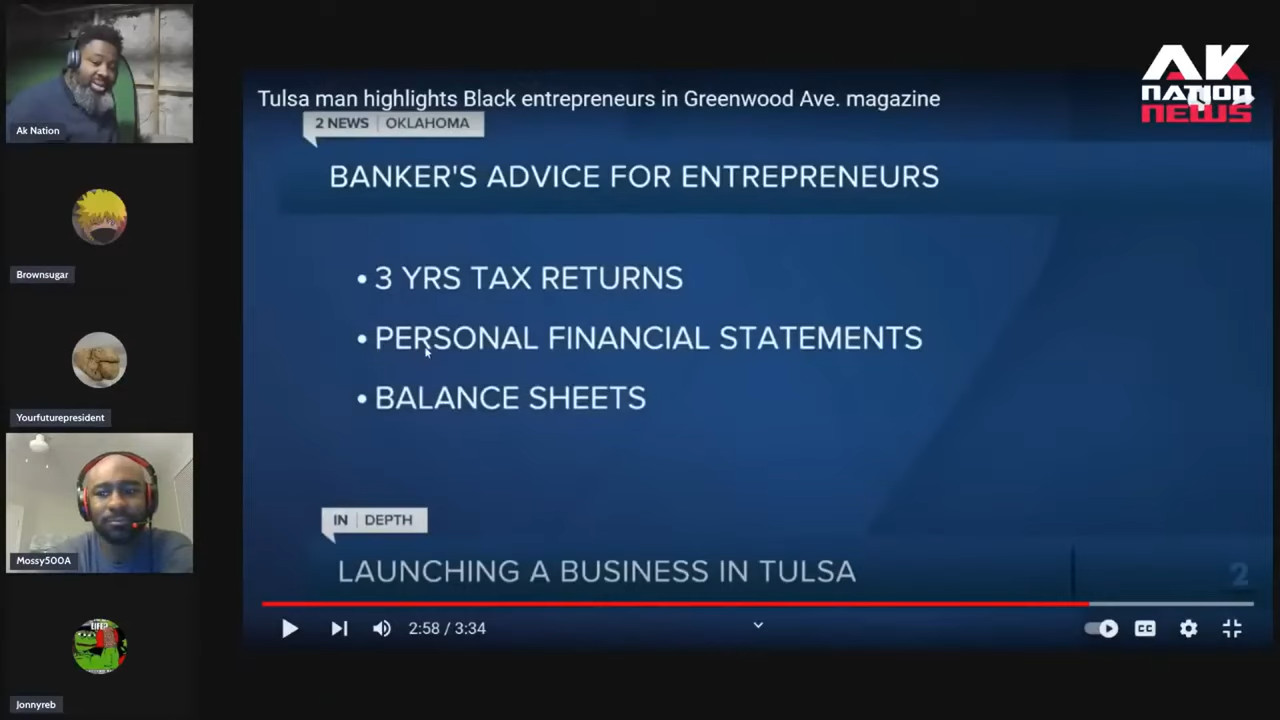 Ak Nation
Brownsugar
Yourfuturepresident
Mossy500A
Jonnyreb
AK
NATION
NEWS
Tulsa man highlights Black entrepreneurs in Greenwood Ave. magazine
2 NEWS | OKLAHOMA
BANKER'S ADVICE FOR ENTREPRENEURS
• 3 YRS TAX RETURNS
• PERSONAL FINANCIAL STATEMENTS
• BALANCE SHEETS
IN | DEPTH
LAUNCHING A BUSINESS IN TULSA
2
2:58 / 3:34
CC